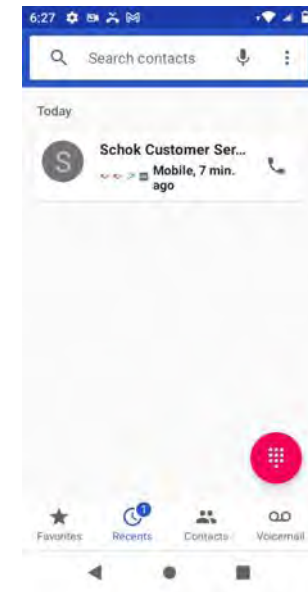 6:27
Search contacts
Today
S
Schok Customer Ser...
Mobile, 7 min.
ago
1
Favorites Recents Contacts Voicemail